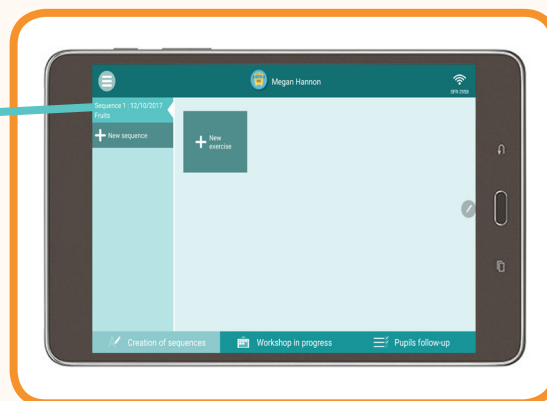 Megan Hannon
Sequence 1 : 12/10/2017
Fruits
New sequence
New
exercise
Creation of sequences
Workshop in progress
Pupils follow-up